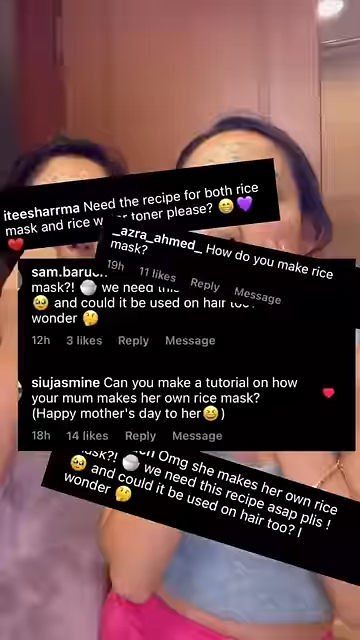 iteesharrma Need the recipe for both rice
mask and rice toner please? 😁💜
❤️
_azra_ahmed_ How do you make rice
mask?
19h 11 likes Reply Message
mask?! 🍚 we need
🥹 and could it be used on hair
wonder 🤔
12h 3 likes Reply Message
siujasmine Can you make a tutorial on how
your mum makes her own rice mask?
(Happy mother's day to her😆)
❤️
18h 14 likes Reply Message
Omg she makes her own rice
mask?! 🍚 we need this recipe asap plis !
🥹 and could it be used on hair too? I
wonder 🤔